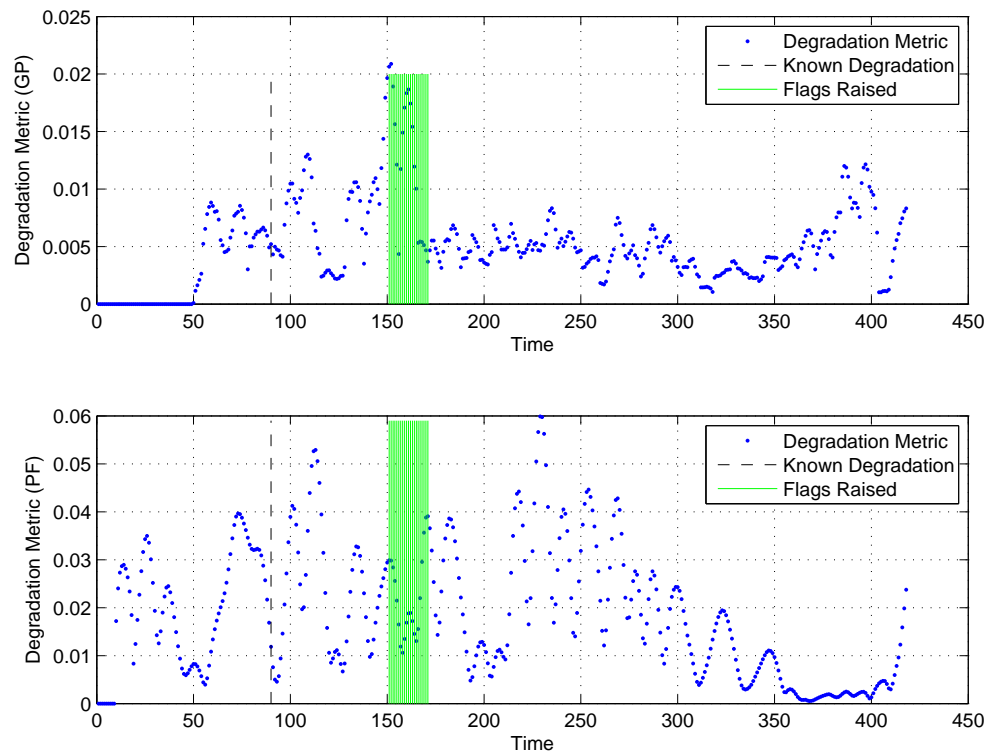 0.025
0.02
0.015
0.01
0.005
0
Degradation Metric (GP)
Degradation Metric
Known Degradation
Flags Raised
0 50 100 150 200 250 300 350 400 450
Time
0.06
0.05
0.04
0.03
0.02
0.01
0
Degradation Metric (PF)
Degradation Metric
Known Degradation
Flags Raised
0 50 100 150 200 250 300 350 400 450
Time